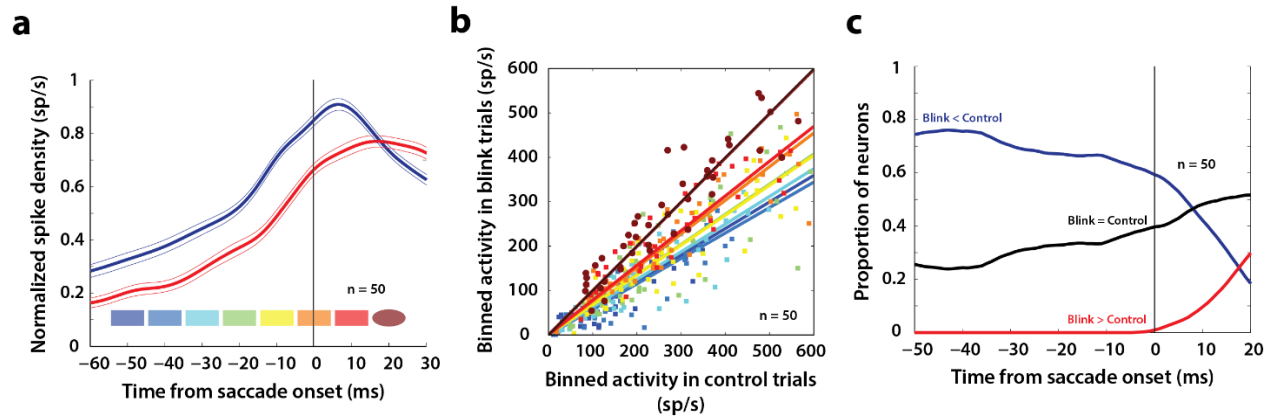 a
Normalized spike density (sp/s)
1
0.8
0.6
0.4
0.2
0
n = 50
−60 −50 −40 −30 −20 −10 0 10 20 30
Time from saccade onset (ms)
b
Binned activity in blink trials (sp/s)
600
500
400
300
200
100
0
n = 50
0 100 200 300 400 500 600
Binned activity in control trials
(sp/s)
c
Proportion of neurons
1
0.8
0.6
0.4
0.2
0
Blink < Control
n = 50
Blink = Control
Blink > Control
−50 −40 −30 −20 −10 0 10 20
Time from saccade onset (ms)